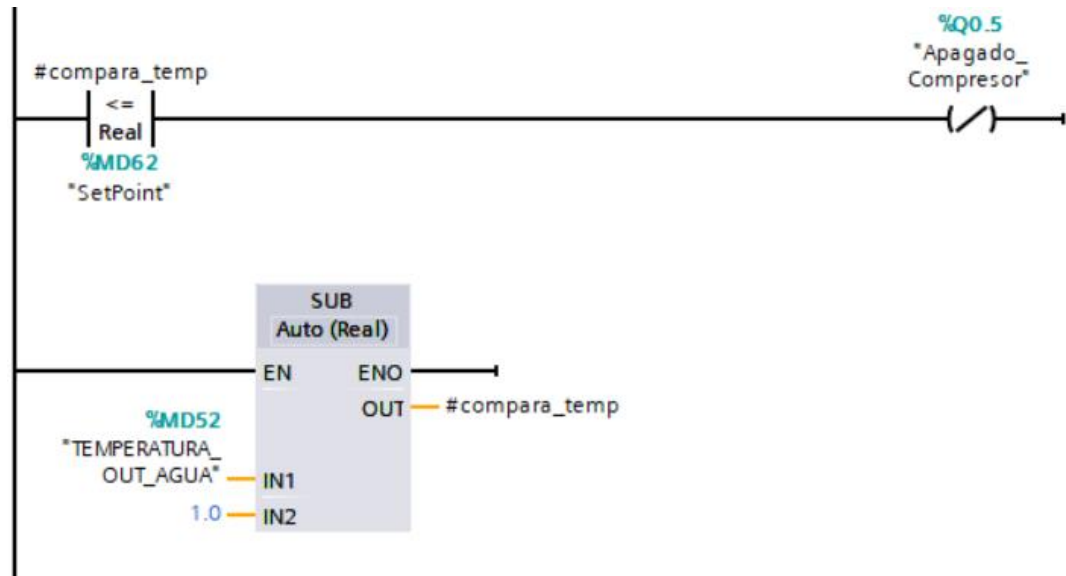 %Q0.5
"Apagado_
Compresor"
#compara_temp
<=
Real
%MD62
"SetPoint"
SUB
Auto (Real)
EN ENO
OUT #compara_temp
%MD52
"TEMPERATURA_
OUT_AGUA" IN1
1.0 IN2